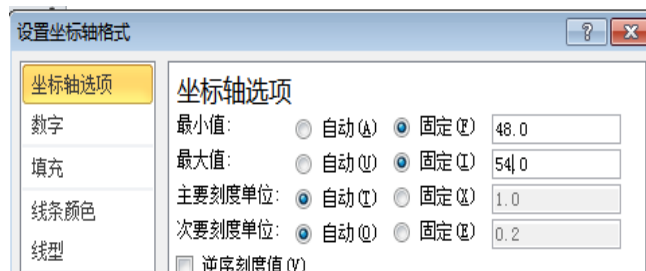 设置坐标轴格式
坐标轴选项
数字
填充
线条颜色
线型
坐标轴选项
最小值: 自动(A) 固定(F) 48.0
最大值: 自动(U) 固定(I) 54.0
主要刻度单位: 自动(T) 固定(X) 1.0
次要刻度单位: 自动(O) 固定(E) 0.2
逆序刻度值(V)